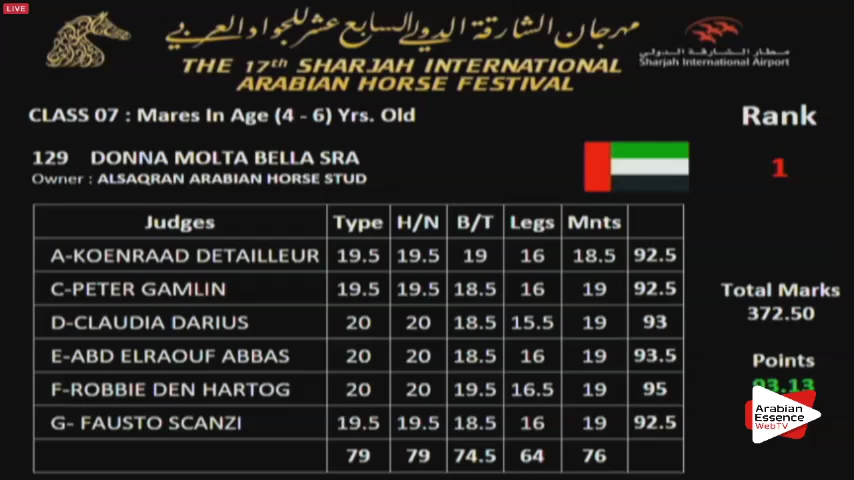 LIVE
مهرجان الشارقة الدولي السابع عشر للجواد العربي
THE 17th SHARJAH INTERNATIONAL
ARABIAN HORSE FESTIVAL
مطار الشارقة الدولي
Sharjah International Airport
CLASS 07 : Mares In Age (4 - 6) Yrs. Old
Rank
129 DONNA MOLTA BELLA SRA
1
Owner : ALSAQRAN ARABIAN HORSE STUD
Judges Type H/N B/T Legs Mnts
A-KOENRAAD DETAILLEUR 19.5 19.5 19 16 18.5 92.5
C-PETER GAMLIN 19.5 19.5 18.5 16 19 92.5
D-CLAUDIA DARIUS 20 20 18.5 15.5 19 93
E-ABD ELRAOUF ABBAS 20 20 18.5 16 19 93.5
F-ROBBIE DEN HARTOG 20 20 19.5 16.5 19 95
G- FAUSTO SCANZI 19.5 19.5 18.5 16 19 92.5
79 79 74.5 64 76
Total Marks
372.50
Points
93.13
Arabian
Essence
WebTV